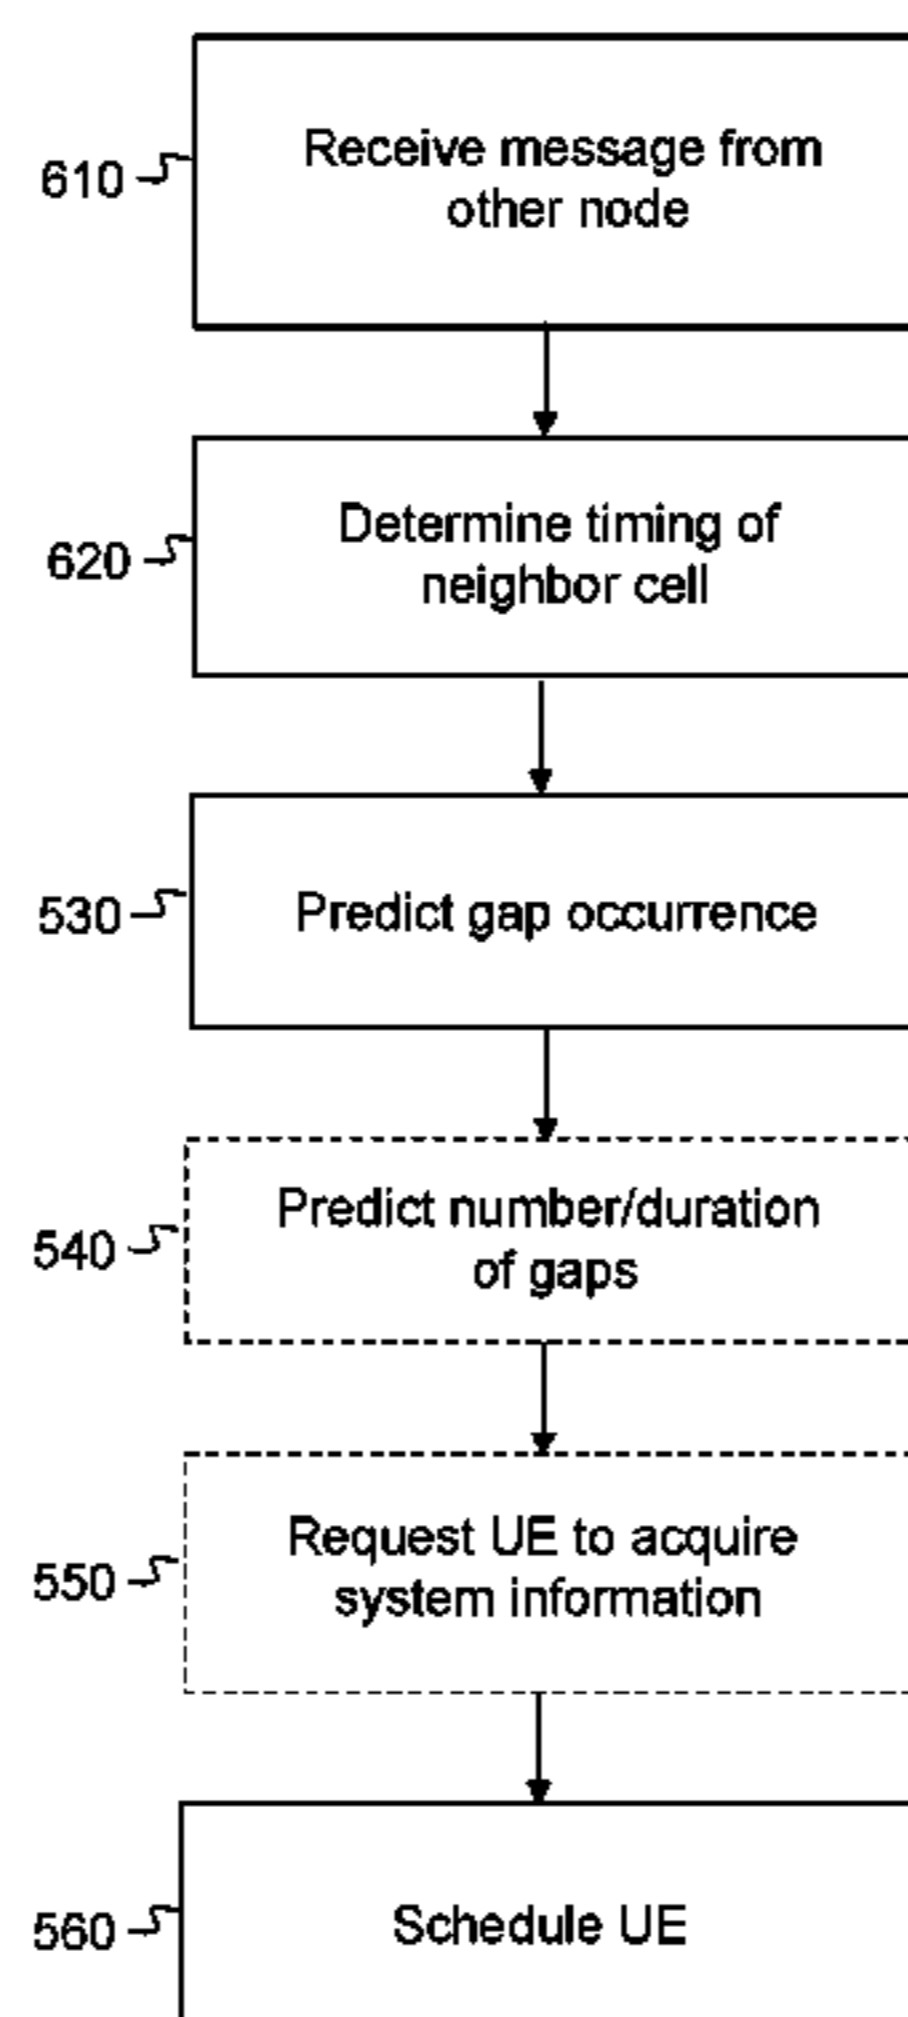 610
Receive message from
other node
620
Determine timing of
neighbor cell
530
Predict gap occurrence
540
Predict number/duration
of gaps
550
Request UE to acquire
system information
560
Schedule UE